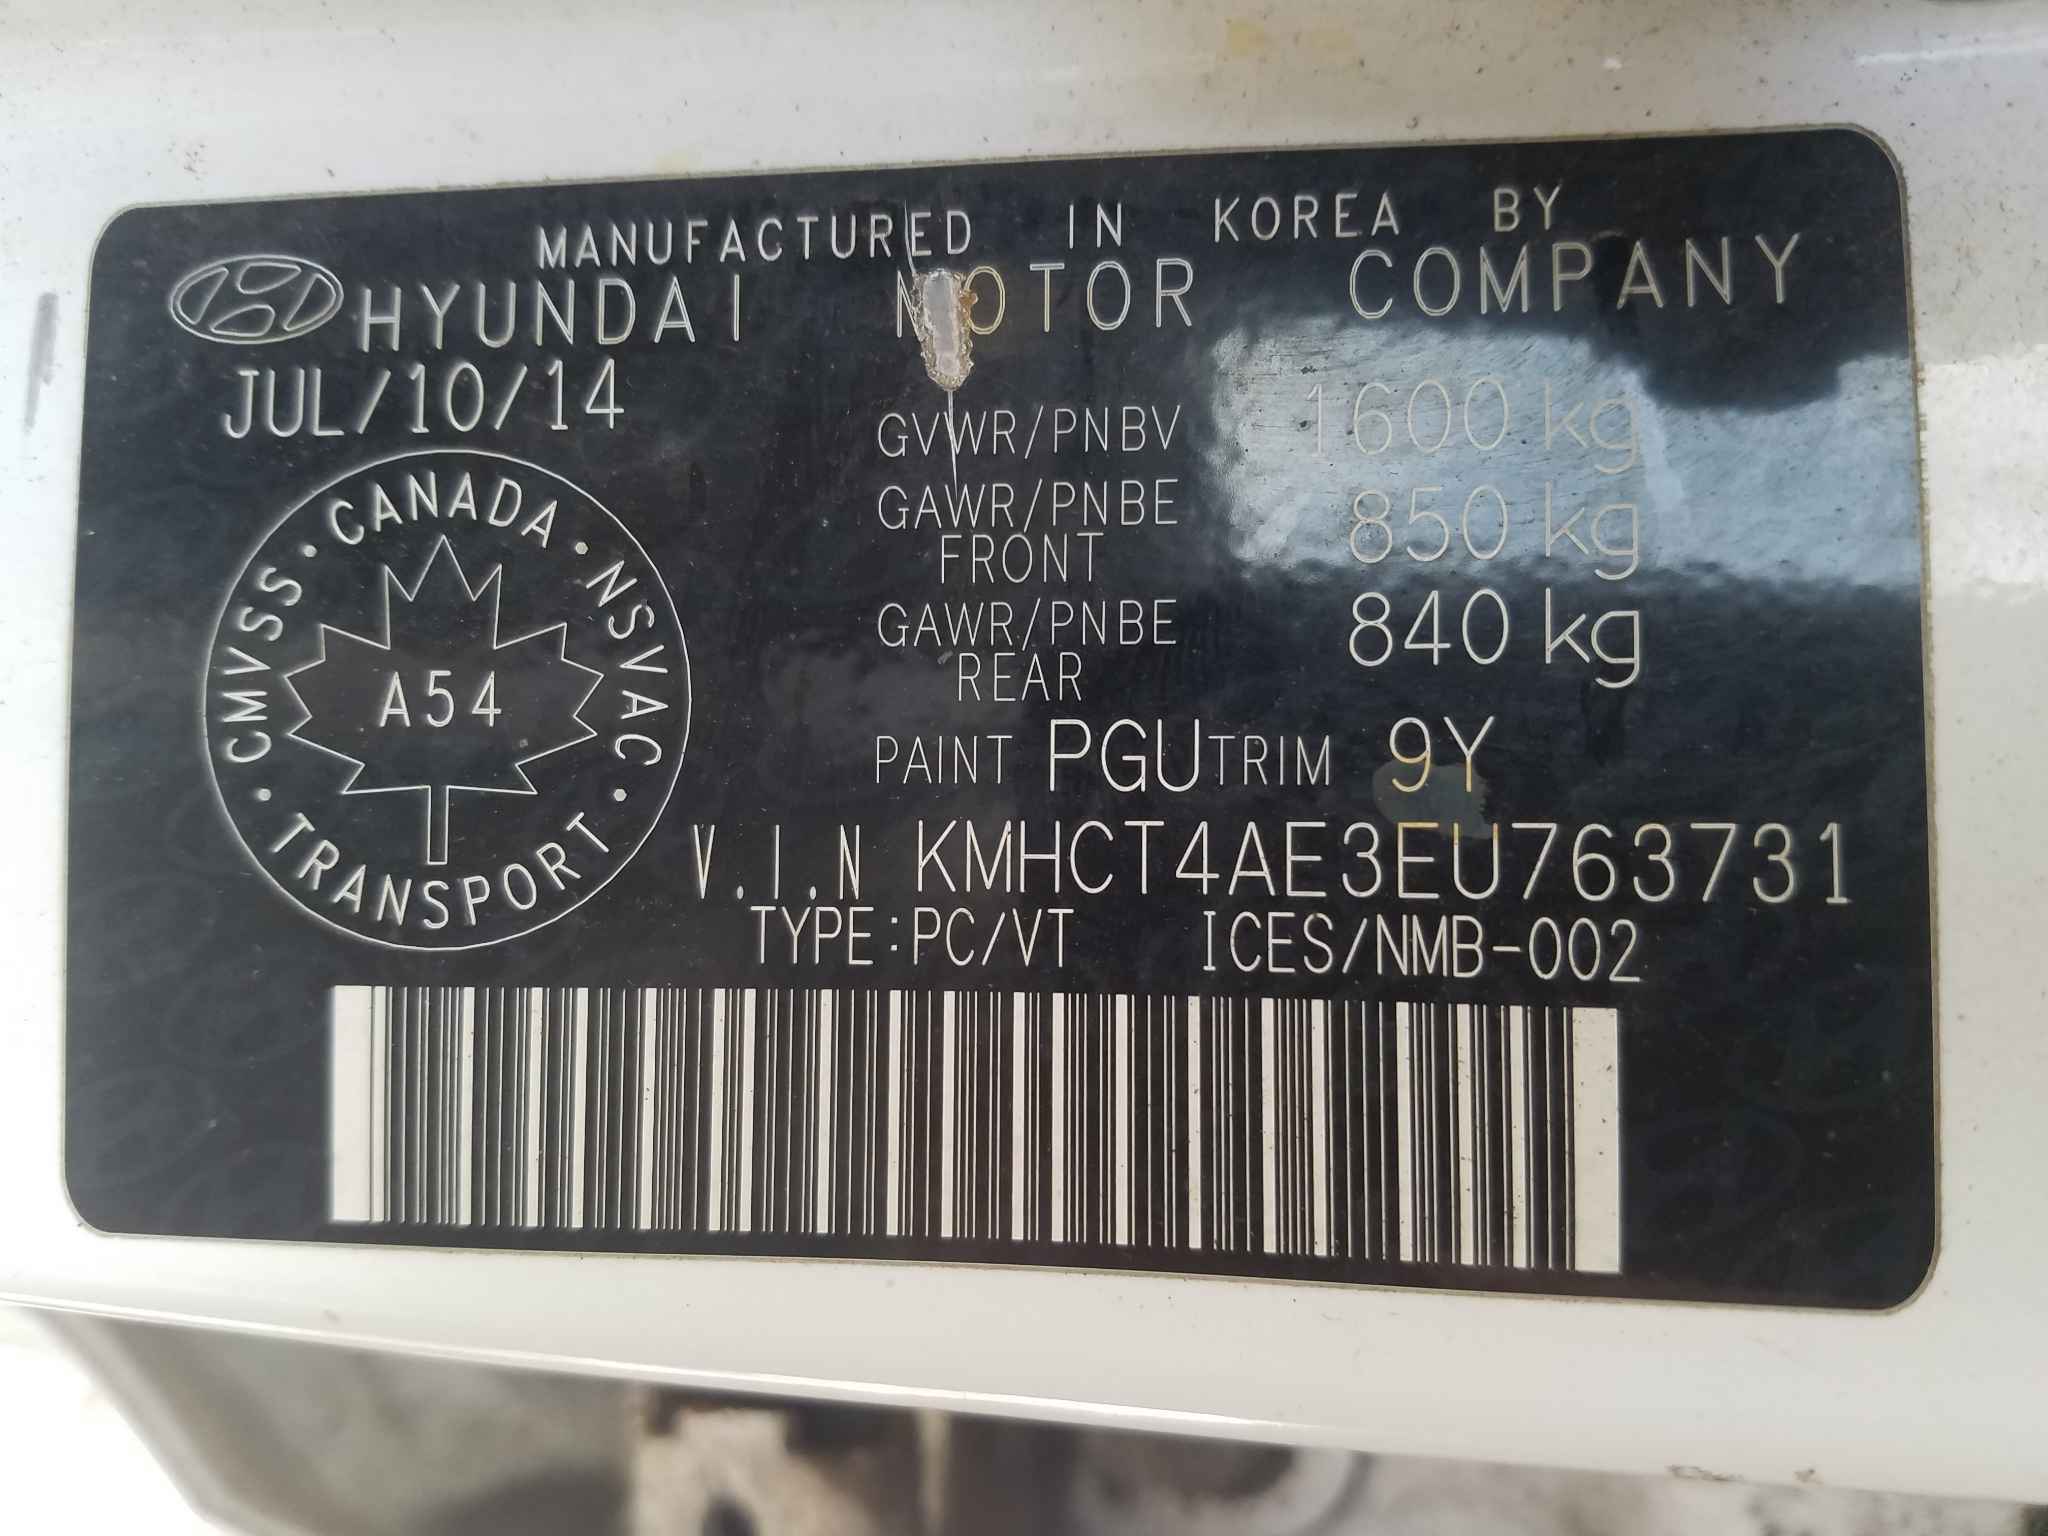 MANUFACTURED IN KOREA BY
HYUNDAI MOTOR COMPANY
JUL/10/14
GVWR/PNBV 1600 kg
GAWR/PNBE FRONT 850 kg
GAWR/PNBE REAR 840 kg
CMVSS · CANADA · NSVAC · TRANSPORT ·
A54
PAINT PGU TRIM 9Y
V.I.N KMHCT4AE3EU763731
TYPE:PC/VT ICES/NMB-002